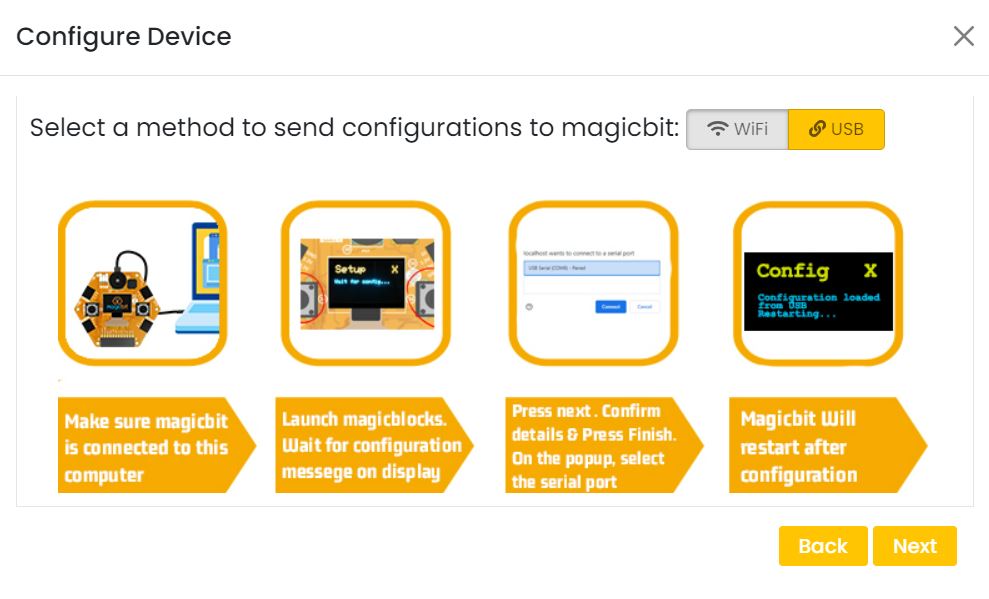 Configure Device
Select a method to send configurations to magicbit:
WiFi
USB
magicbit
Setup X
Wait for config...
localhost wants to connect to a serial port
USB Serial (COM6) - Paired
Connect
Cancel
Config X
Configuration loaded
from USB
Restarting...
Make sure magicbit
is connected to this
computer
Launch magicblocks.
Wait for configuration
messege on display
Press next . Confirm
details & Press Finish.
On the popup, select
the serial port
Magicbit Will
restart after
configuration
Back
Next